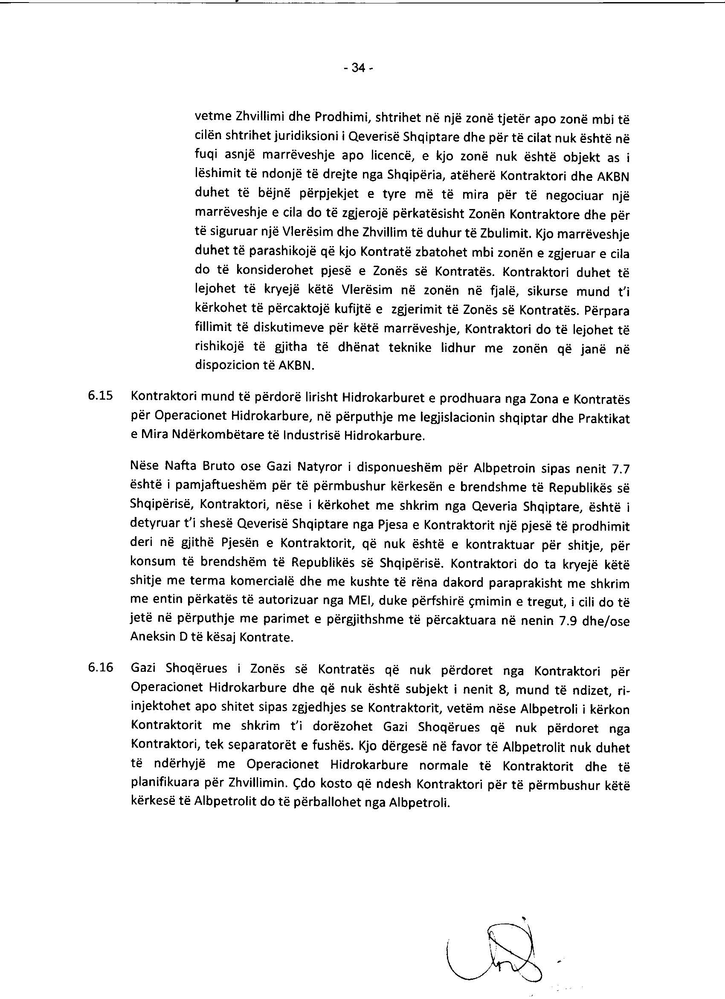 - 34 -
vetme Zhvillimi dhe Prodhimi, shtrihet në një zonë tjetër apo zonë mbi të
cilën shtrihet juridiksioni i Qeverisë Shqiptare dhe për të cilat nuk është në
fuqi asnjë marrëveshje apo licencë, e kjo zonë nuk është objekt as i
lëshimit të ndonjë të drejte nga Shqipëria, atëherë Kontraktori dhe AKBN
duhet të bëjnë përpjekjet e tyre më të mira për të negociuar një
marrëveshje e cila do të zgjerojë përkatësisht Zonën Kontraktore dhe për
të siguruar një Vlerësim dhe Zhvillim të duhur të Zbulimit. Kjo marrëveshje
duhet të parashikojë që kjo Kontratë zbatohet mbi zonën e zgjeruar e cila
do të konsiderohet pjesë e Zonës së Kontratës. Kontraktori duhet të
lejohet të kryejë këtë Vlerësim në zonën në fjalë, sikurse mund t'i
kërkohet të përcaktojë kufijtë e zgjerimit të Zonës së Kontratës. Përpara
fillimit të diskutimeve për këtë marrëveshje, Kontraktori do të lejohet të
rishikojë të gjitha të dhënat teknike lidhur me zonën që janë në
dispozicion të AKBN.
6.15 Kontraktori mund të përdorë lirisht Hidrokarburet e prodhuara nga Zona e Kontratës
për Operacionet Hidrokarbure, në përputhje me legjislacionin shqiptar dhe Praktikat
e Mira Ndërkombëtare të Industrisë Hidrokarbure.
Nëse Nafta Bruto ose Gazi Natyror i disponueshëm për Albpetroin sipas nenit 7.7
është i pamjaftueshëm për të përmbushur kërkesën e brendshme të Republikës së
Shqipërisë, Kontraktori, nëse i kërkohet me shkrim nga Qeveria Shqiptare, është i
detyruar t'i shesë Qeverisë Shqiptare nga Pjesa e Kontraktorit një pjesë të prodhimit
deri në gjithë Pjesën e Kontraktorit, që nuk është e kontraktuar për shitje, për
konsum të brendshëm të Republikës së Shqipërisë. Kontraktori do ta kryejë këtë
shitje me terma komercialë dhe me kushte të rëna dakord paraprakisht me shkrim
me entin përkatës të autorizuar nga MEI, duke përfshirë çmimin e tregut, i cili do të
jetë në përputhje me parimet e përgjithshme të përcaktuara në nenin 7.9 dhe/ose
Aneksin D të kësaj Kontrate.
6.16 Gazi Shoqërues i Zonës së Kontratës që nuk përdoret nga Kontraktori për
Operacionet Hidrokarbure dhe që nuk është subjekt i nenit 8, mund të ndizet, ri-
injektohet apo shitet sipas zgjedhjes se Kontraktorit, vetëm nëse Albpetroli i kërkon
Kontraktorit me shkrim t'i dorëzohet Gazi Shoqërues që nuk përdoret nga
Kontraktori, tek separatorët e fushës. Kjo dërgesë në favor të Albpetrolit nuk duhet
të ndërhyjë me Operacionet Hidrokarbure normale të Kontraktorit dhe të
planifikuara për Zhvillimin. Çdo kosto që ndesh Kontraktori për të përmbushur këtë
kërkesë të Albpetrolit do të përballohet nga Albpetroli.